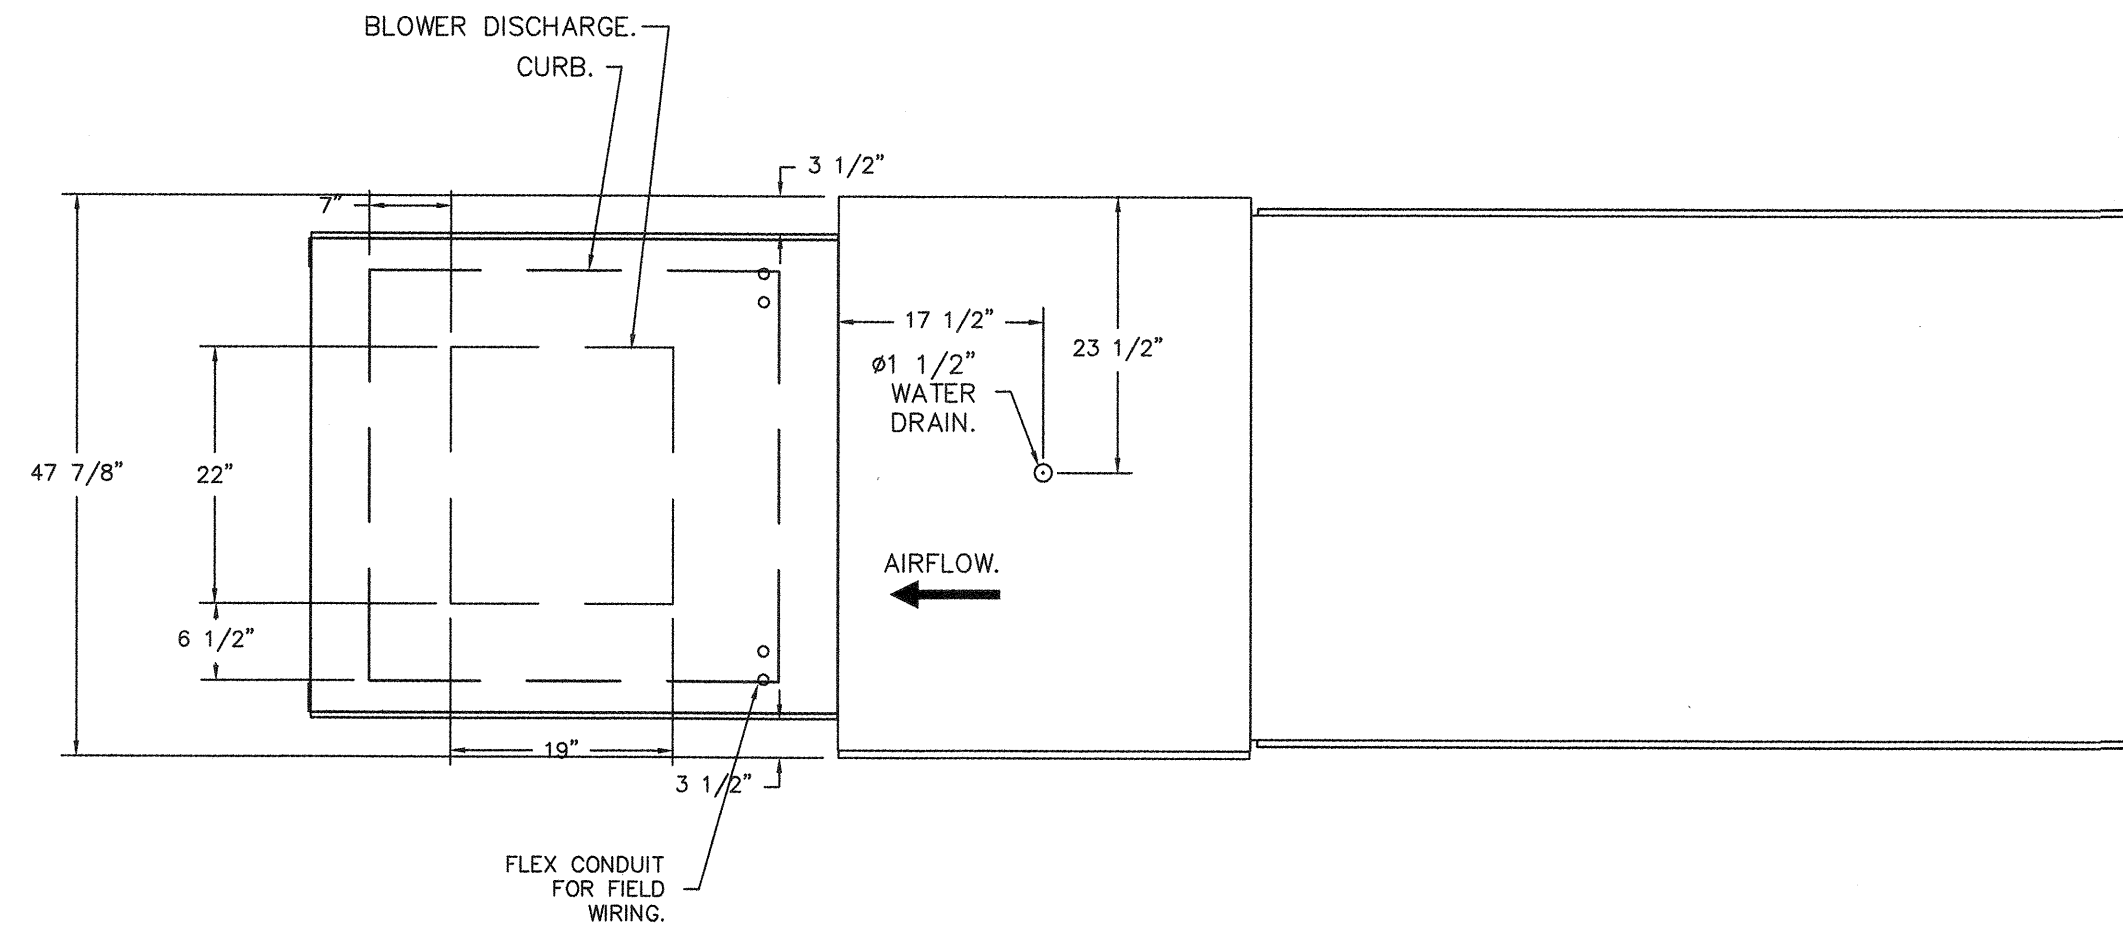 BLOWER DISCHARGE.
CURB.
3 1/2"
7"
17 1/2"
23 1/2"
ø1 1/2"
WATER
DRAIN.
47 7/8"
22"
AIRFLOW.
6 1/2"
19"
3 1/2"
FLEX CONDUIT
FOR FIELD
WIRING.